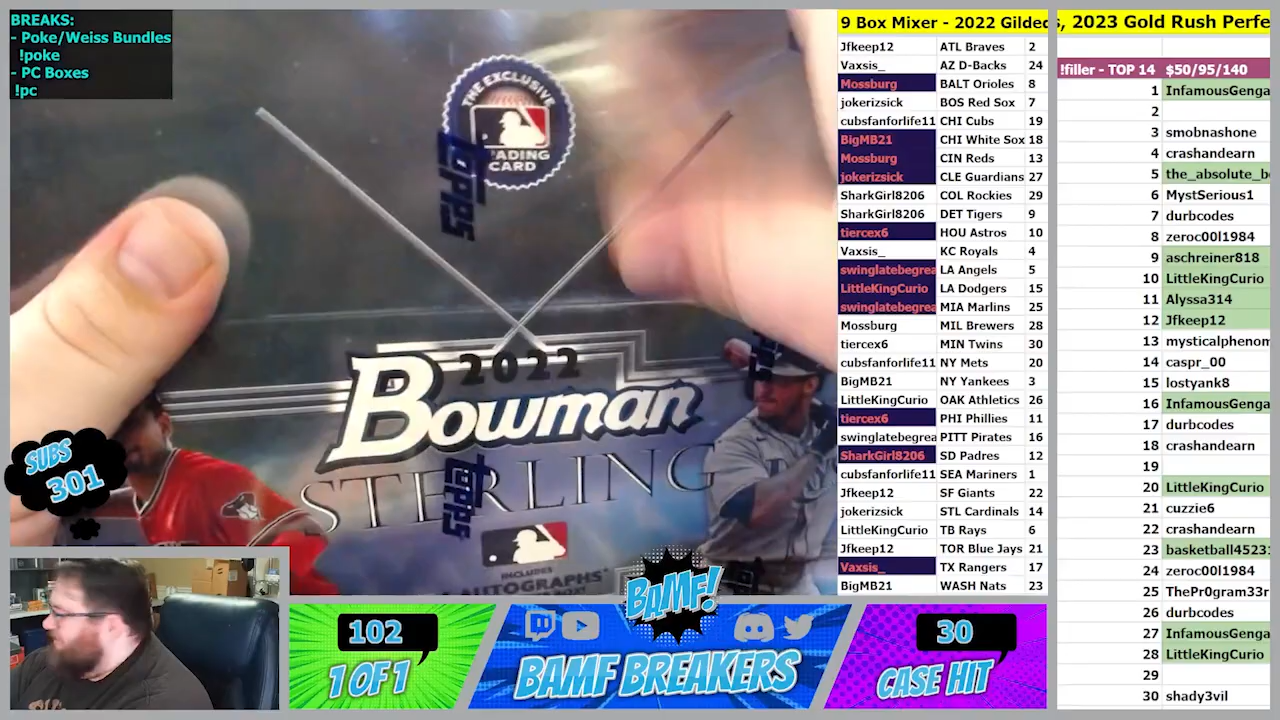 BREAKS:
- Poke/Weiss Bundles
!poke
- PC Boxes
!pc
THE EXCLUSIVE
CARD
topps
2022
Bowman
STERLING
topps
INCLUDES
AUTOGRAPHS
SUBS
301
102
1 OF 1
BAMF!
BAMF BREAKERS
30
CASE HIT
9 Box Mixer - 2022 Gilded
Jfkeep12 ATL Braves 2
Vaxsis_ AZ D-Backs 24
Mossburg BALT Orioles 8
jokerizsick BOS Red Sox 7
cubsfanforlife11 CHI Cubs 19
BigMB21 CHI White Sox 18
Mossburg CIN Reds 13
jokerizsick CLE Guardians 27
SharkGirl8206 COL Rockies 29
SharkGirl8206 DET Tigers 9
tiercex6 HOU Astros 10
Vaxsis_ KC Royals 4
swinglatebegrea LA Angels 5
LittleKingCurio LA Dodgers 15
swinglatebegrea MIA Marlins 25
Mossburg MIL Brewers 28
tiercex6 MIN Twins 30
cubsfanforlife11 NY Mets 20
BigMB21 NY Yankees 3
LittleKingCurio OAK Athletics 26
tiercex6 PHI Phillies 11
swinglatebegrea PITT Pirates 16
SharkGirl8206 SD Padres 12
cubsfanforlife11 SEA Mariners 1
Jfkeep12 SF Giants 22
jokerizsick STL Cardinals 14
LittleKingCurio TB Rays 6
Jfkeep12 TOR Blue Jays 21
Vaxsis_ TX Rangers 17
BigMB21 WASH Nats 23
, 2023 Gold Rush Perfe
!filler - TOP 14 $50/95/140
1 InfamousGenga
2
3 smobnashone
4 crashandearn
5 the_absolute_b
6 MystSerious1
7 durbcodes
8 zeroc00l1984
9 aschreiner818
10 LittleKingCurio
11 Alyssa314
12 Jfkeep12
13 mysticalphenom
14 caspr_00
15 lostyank8
16 InfamousGenga
17 durbcodes
18 crashandearn
19
20 LittleKingCurio
21 cuzzie6
22 crashandearn
23 basketball4523
24 zeroc00l1984
25 ThePr0gram33r
26 durbcodes
27 InfamousGenga
28 LittleKingCurio
29
30 shady3vil